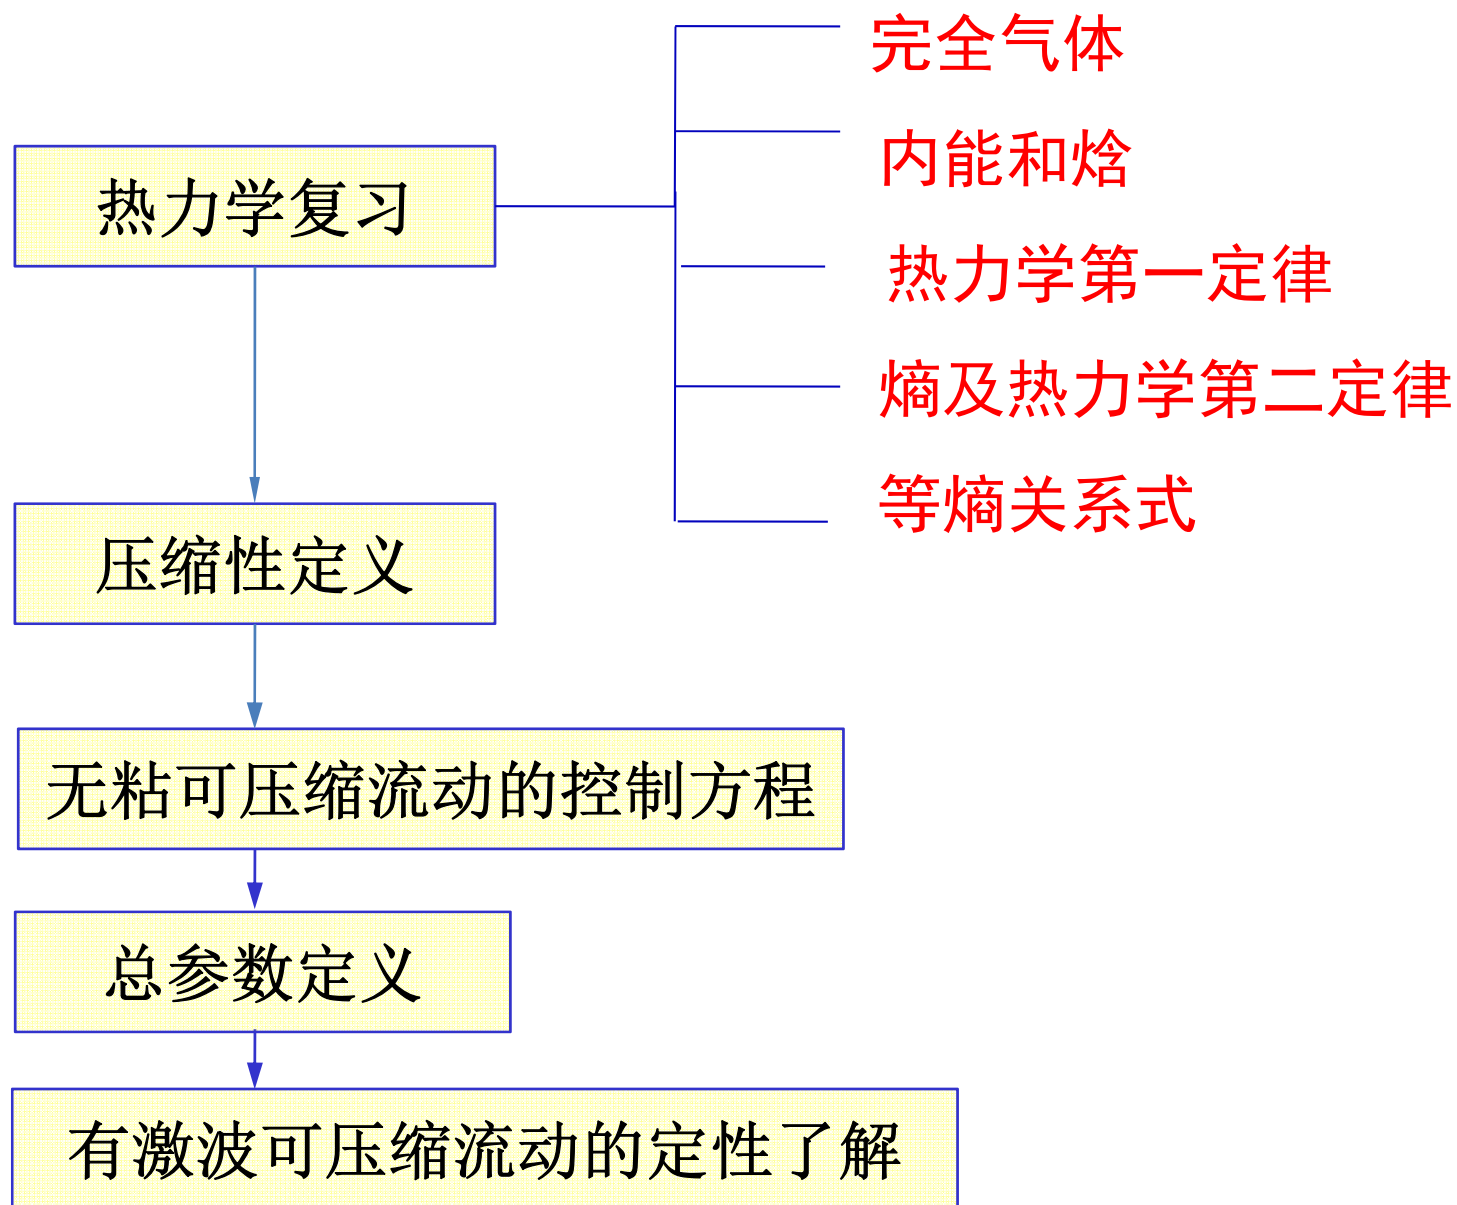 完全气体
内能和焓
热力学复习
热力学第一定律
熵及热力学第二定律
等熵关系式
压缩性定义
无粘可压缩流动的控制方程
总参数定义
有激波可压缩流动的定性了解